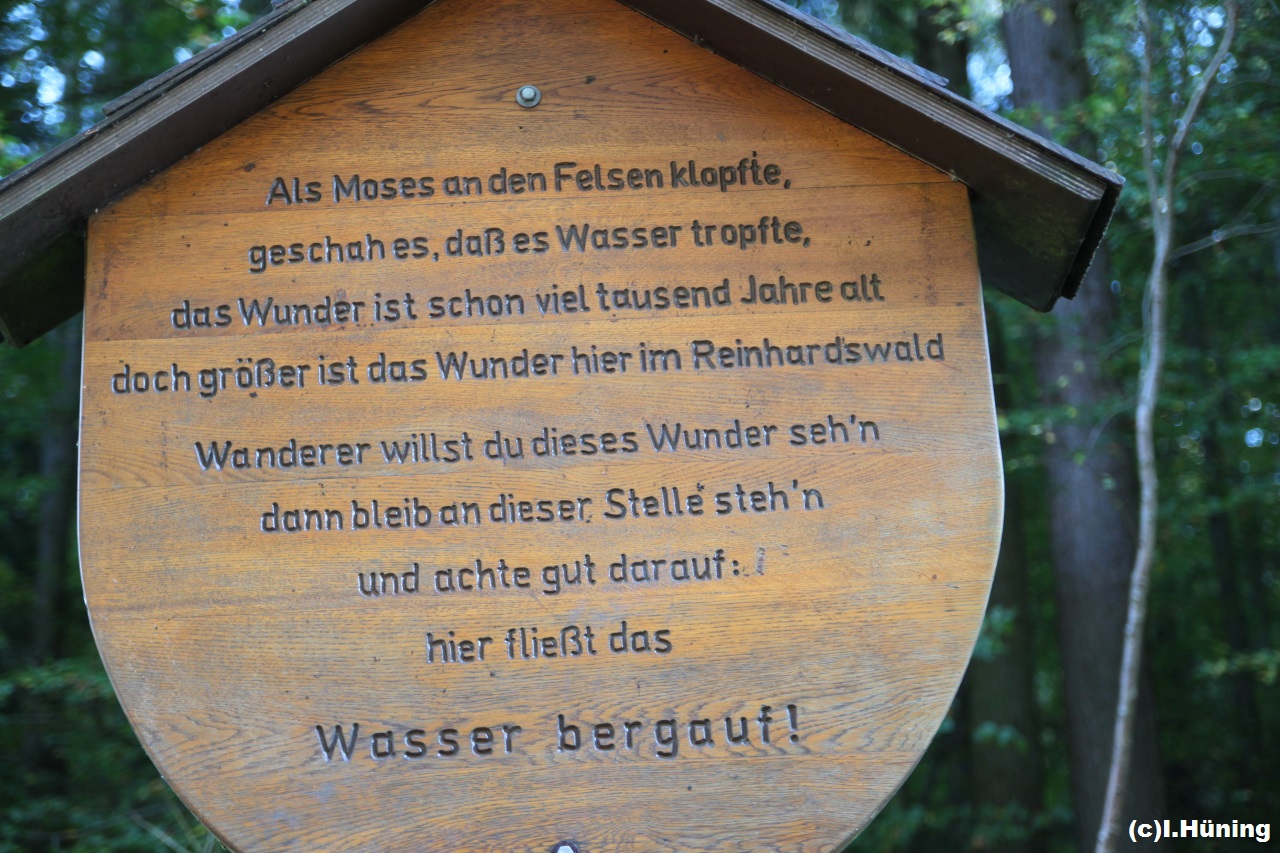 Als Moses an den Felsen klopfte,
geschah es, daß es Wasser tropfte,
das Wunder ist schon viel tausend Jahre alt
doch größer ist das Wunder hier im Reinhardswald
Wanderer willst du dieses Wunder seh'n
dann bleib an dieser Stelle steh'n
und achte gut darauf:
hier fließt das
Wasser bergauf!
(c)I.Hüning